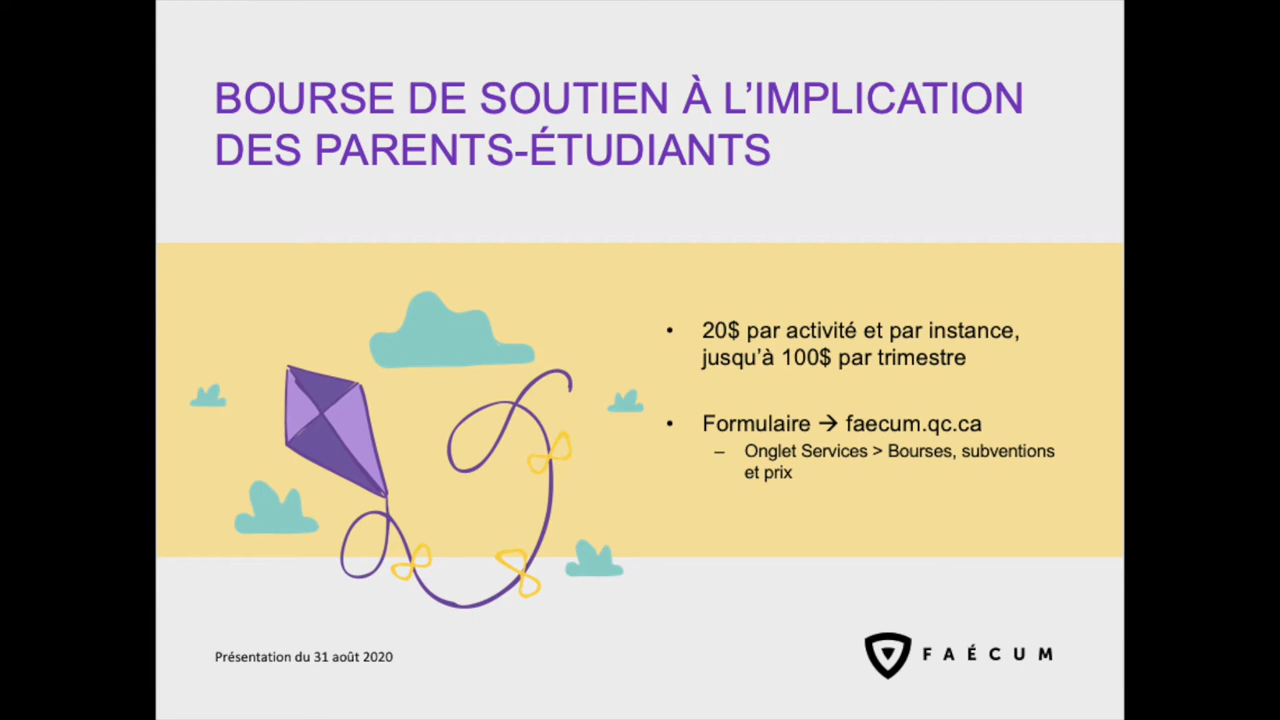 BOURSE DE SOUTIEN À L’IMPLICATION
DES PARENTS-ÉTUDIANTS
• 20$ par activité et par instance,
jusqu’à 100$ par trimestre
• Formulaire → faecum.qc.ca
– Onglet Services > Bourses, subventions
et prix
Présentation du 31 août 2020
FAÉCUM